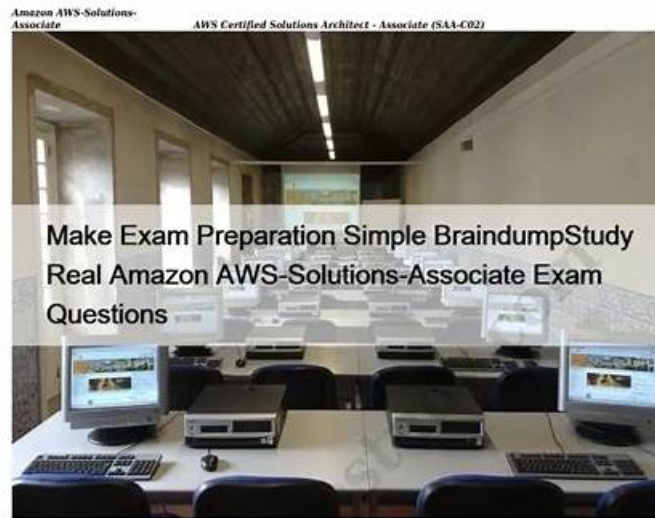 Amazon AWS-Solutions-
Associate
AWS Certified Solutions Architect - Associate (SAA-C02)
Make Exam Preparation Simple BraindumpStudy
Real Amazon AWS-Solutions-Associate Exam
Questions